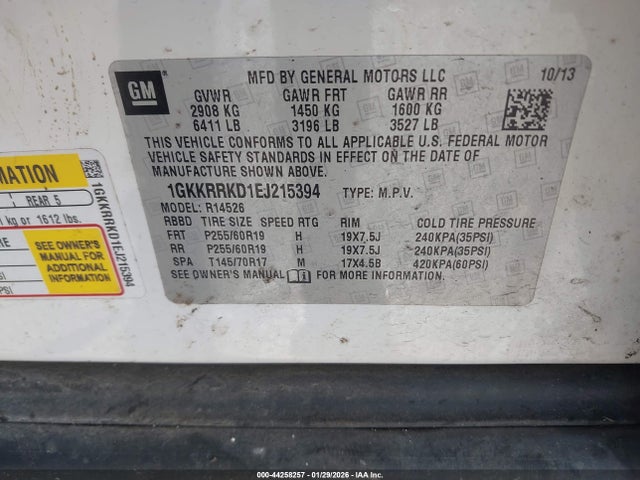 GM
MFD BY GENERAL MOTORS LLC 10/13
GVWR GAWR FRT GAWR RR
2908 KG 1450 KG 1600 KG
6411 LB 3196 LB 3527 LB
THIS VEHICLE CONFORMS TO ALL APPLICABLE U.S. FEDERAL MOTOR
VEHICLE SAFETY STANDARDS IN EFFECT ON THE DATE OF
MANUFACTURE SHOWN ABOVE.
1GKKRRKD1EJ215394 TYPE: M.P.V.
MODEL: R14526
RBBD TIRE SIZE SPEED RTG RIM COLD TIRE PRESSURE
FRT P255/60R19 H 19X7.5J 240KPA(35PSI)
RR P255/60R19 H 19X7.5J 240KPA(35PSI)
SPA T145/70R17 M 17X4.5B 420KPA(60PSI)
SEE OWNER'S MANUAL FOR MORE INFORMATION.
REAR 5
kg or 1612 lbs.
SEE OWNER'S
MANUAL FOR
ADDITIONAL
INFORMATION
1GKKRRKD1EJ215394
000-44258257 - 01/29/2026 - IAAI.com